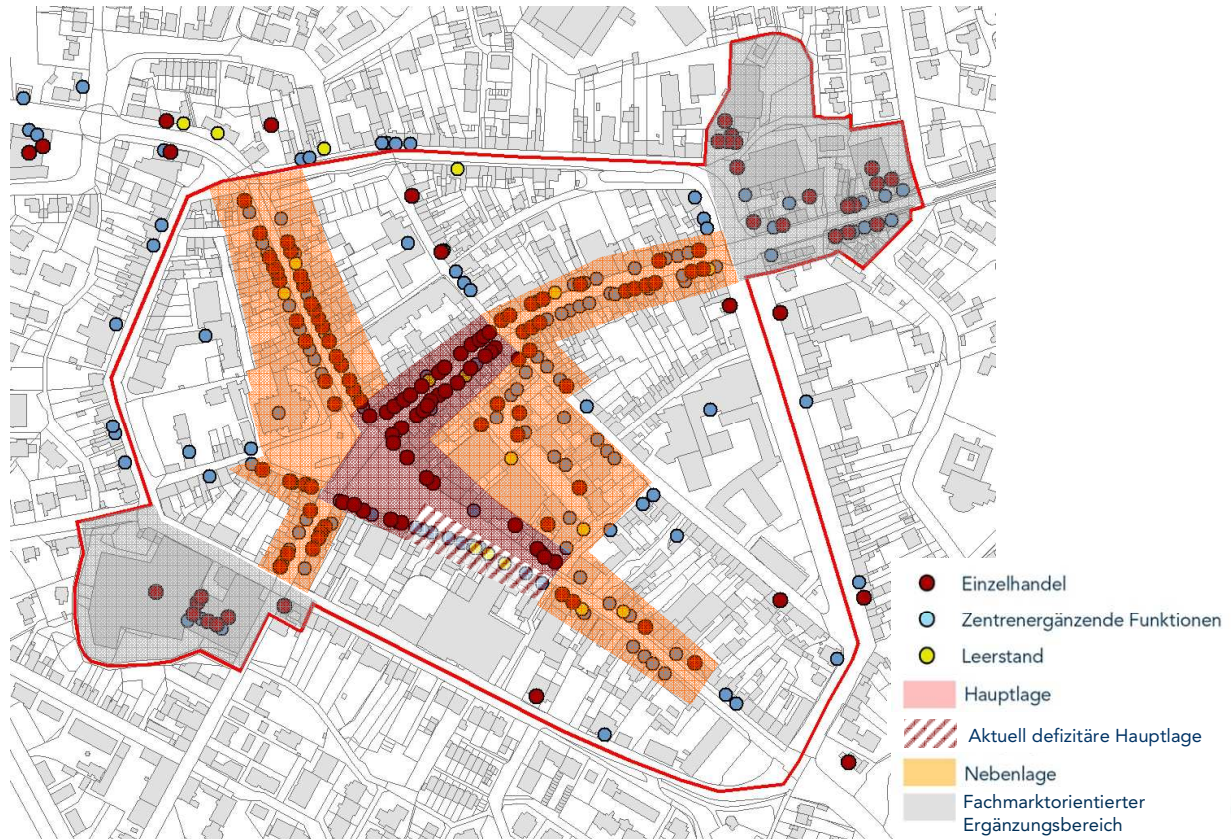 Einzelhandel
Zentrenergänzende Funktionen
Leerstand
Hauptlage
Aktuell defizitäre Hauptlage
Nebenlage
Fachmarktorientierter
Ergänzungsbereich